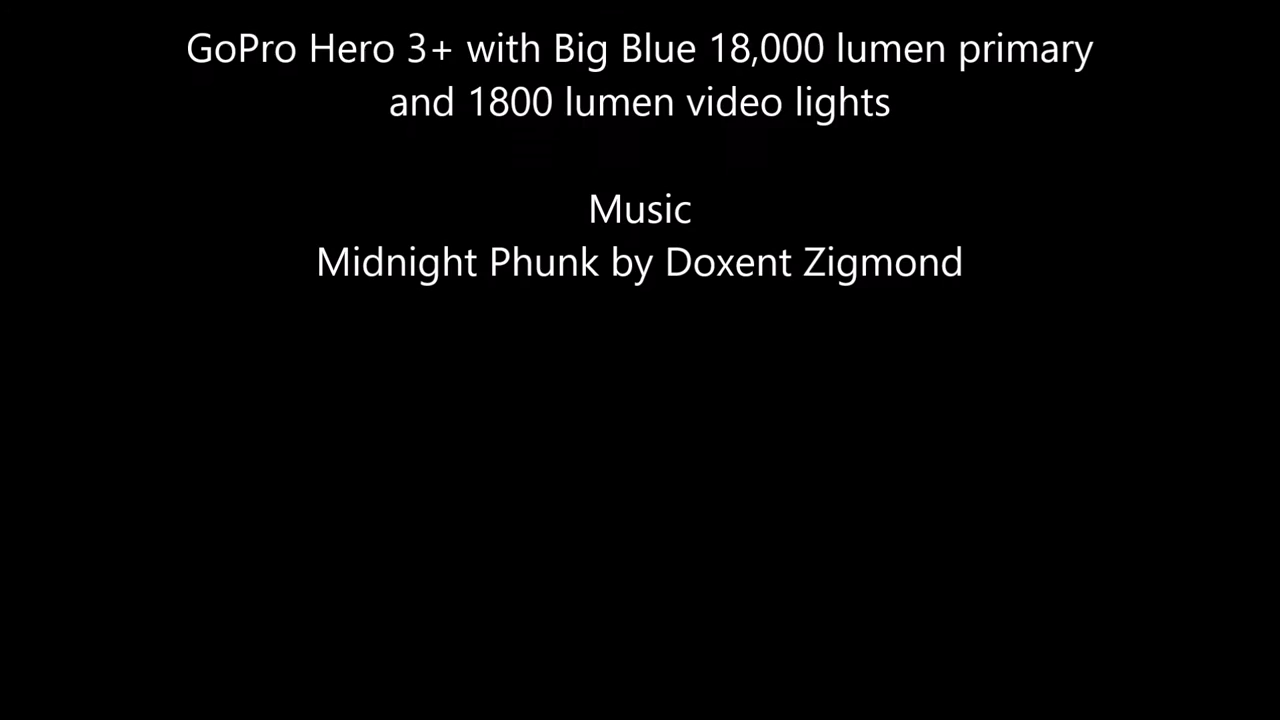 GoPro Hero 3+ with Big Blue 18,000 lumen primary
and 1800 lumen video lights
Music
Midnight Phunk by Doxent Zigmond